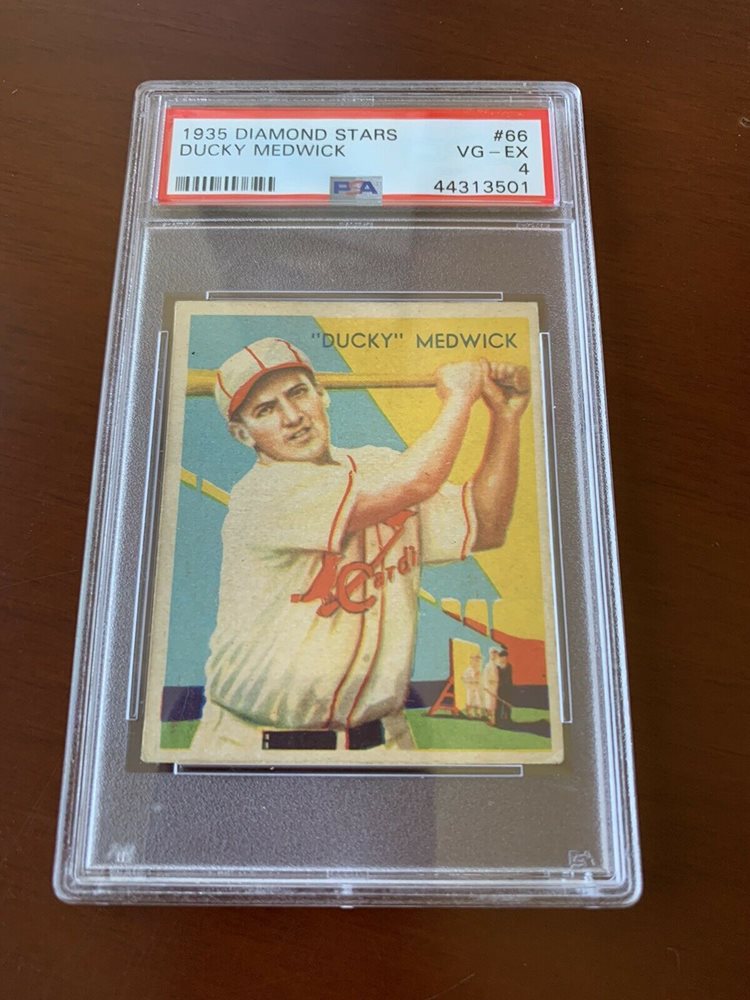 1935 DIAMOND STARS #66
DUCKY MEDWICK VG-EX
4
PSA 44313501
"DUCKY" MEDWICK
Cardi